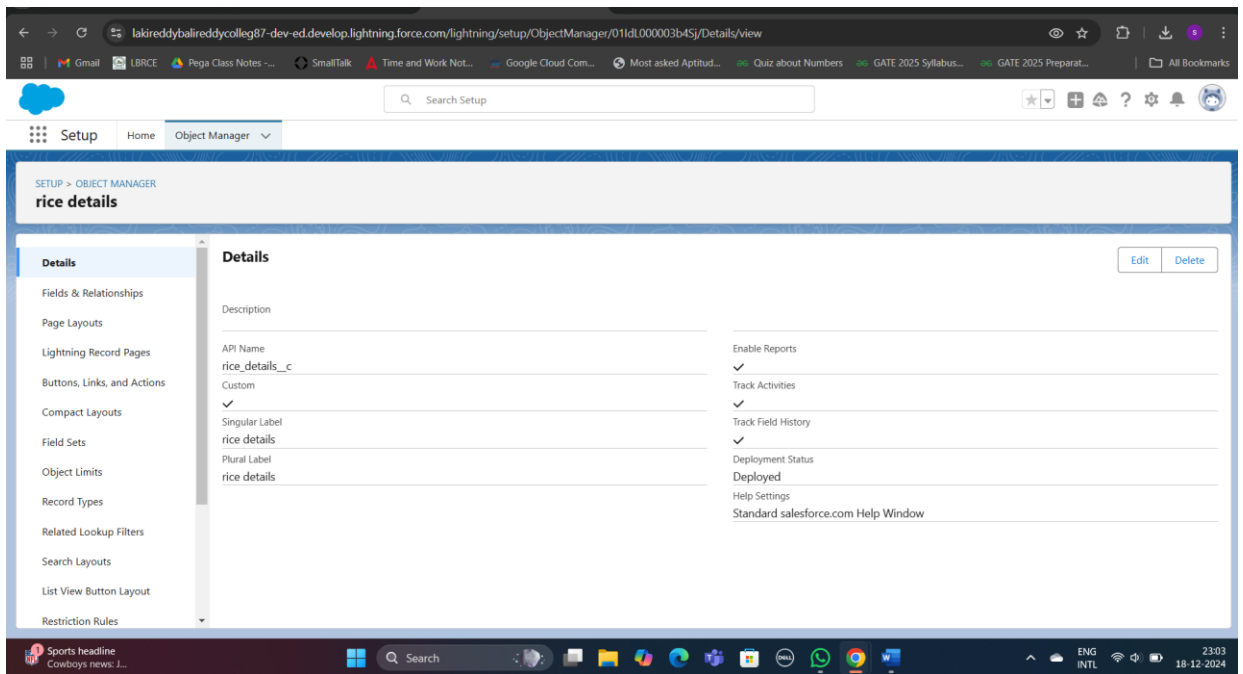 lakireddybalireddycolleg87-dev-ed.develop.lightning.force.com/lightning/setup/ObjectManager/01IdL000003b4Sj/Details/view
S
Gmail LBRCE Pega Class Notes -... SmallTalk Time and Work Not... Google Cloud Com... Most asked Aptitud... Quiz about Numbers GATE 2025 Syllabus... GATE 2025 Preparat... All Bookmarks
Search Setup
Setup Home Object Manager
SETUP > OBJECT MANAGER
rice details
Details
Fields & Relationships
Page Layouts
Lightning Record Pages
Buttons, Links, and Actions
Compact Layouts
Field Sets
Object Limits
Record Types
Related Lookup Filters
Search Layouts
List View Button Layout
Restriction Rules
Details
Edit Delete
Description
API Name
rice_details__c
Custom
Singular Label
rice details
Plural Label
rice details
Enable Reports
Track Activities
Track Field History
Deployment Status
Deployed
Help Settings
Standard salesforce.com Help Window
1
Sports headline
Cowboys news: J...
Search
DELL
W
ENG
INTL
23:03
18-12-2024